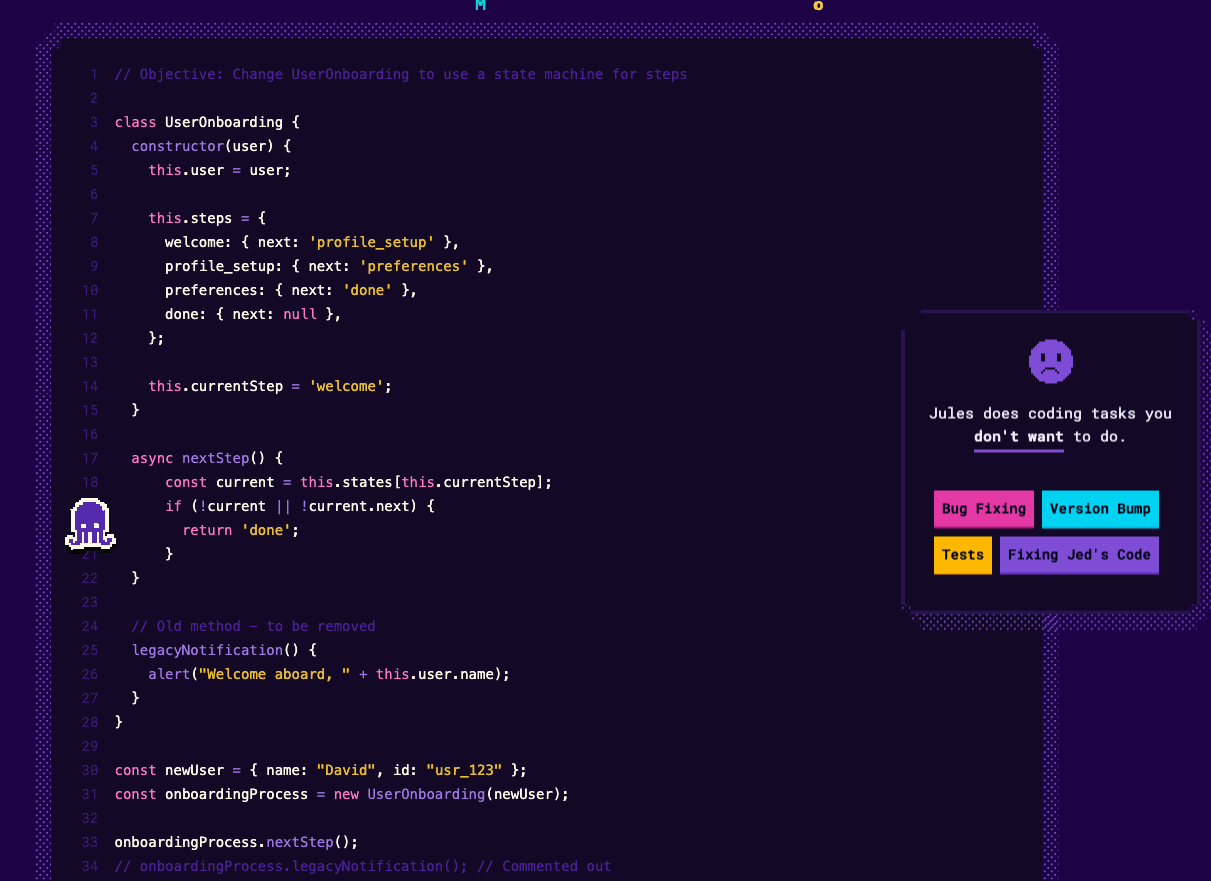 M o
1 // Objective: Change UserOnboarding to use a state machine for steps
2
3 class UserOnboarding {
4   constructor(user) {
5     this.user = user;
6
7     this.steps = {
8       welcome: { next: 'profile_setup' },
9       profile_setup: { next: 'preferences' },
10       preferences: { next: 'done' },
11       done: { next: null },
12     };
13
14     this.currentStep = 'welcome';
15   }
16
17   async nextStep() {
18       const current = this.states[this.currentStep];
      if (!current || !current.next) {
        return 'done';
21       }
22   }
23
24   // Old method — to be removed
25   legacyNotification() {
26     alert("Welcome aboard, " + this.user.name);
27   }
28 }
29
30 const newUser = { name: "David", id: "usr_123" };
31 const onboardingProcess = new UserOnboarding(newUser);
32
33 onboardingProcess.nextStep();
34 // onboardingProcess.legacyNotification(); // Commented out
Jules does coding tasks you
don't want to do.
Bug Fixing Version Bump
Tests Fixing Jed's Code